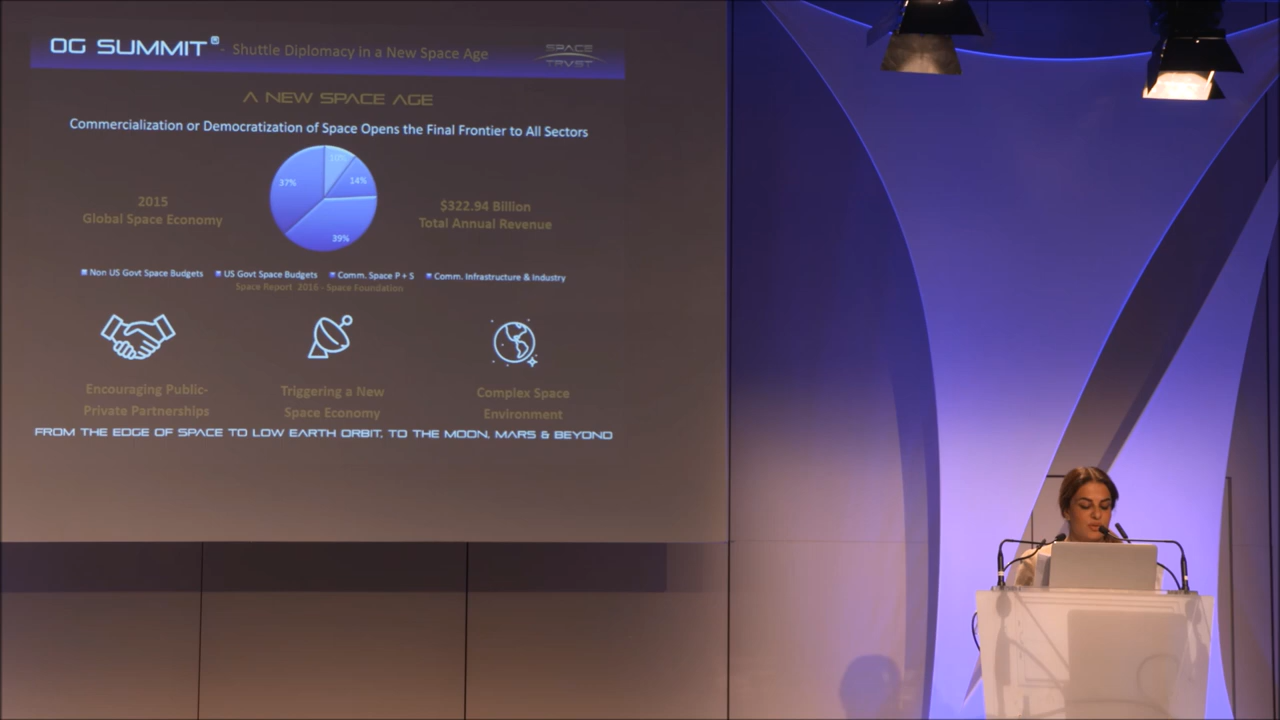 0G SUMMIT® - Shuttle Diplomacy in a New Space Age
SPACE
TRVST
A NEW SPACE AGE
Commercialization or Democratization of Space Opens the Final Frontier to All Sectors
10%
37%
14%
39%
2015
Global Space Economy
$322.94 Billion
Total Annual Revenue
Non US Govt Space Budgets US Govt Space Budgets Comm. Space P + S Comm. Infrastructure & Industry
Space Report 2016 - Space Foundation
Encouraging Public-
Private Partnerships
Triggering a New
Space Economy
Complex Space
Environment
FROM THE EDGE OF SPACE TO LOW EARTH ORBIT, TO THE MOON, MARS & BEYOND